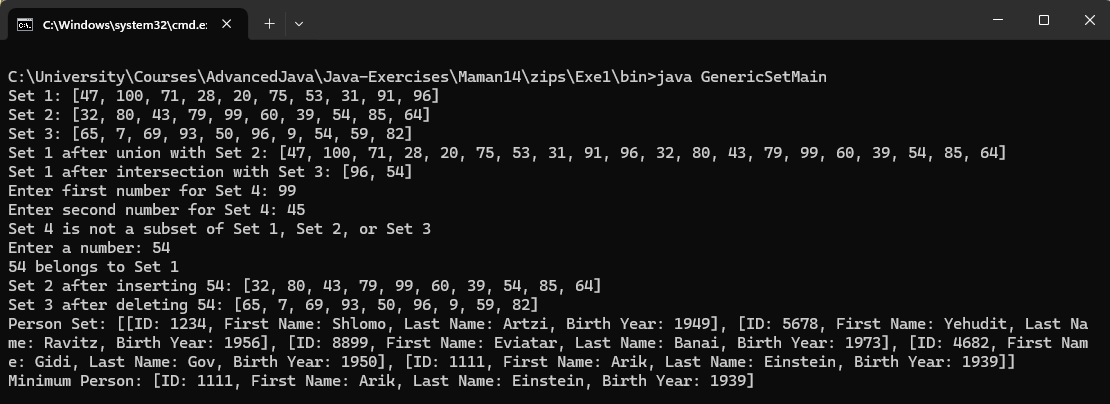 C:\Windows\system32\cmd.e
C:\University\Courses\AdvancedJava\Java-Exercises\Maman14\zips\Exe1\bin>java GenericSetMain
Set 1: [47, 100, 71, 28, 20, 75, 53, 31, 91, 96]
Set 2: [32, 80, 43, 79, 99, 60, 39, 54, 85, 64]
Set 3: [65, 7, 69, 93, 50, 96, 9, 54, 59, 82]
Set 1 after union with Set 2: [47, 100, 71, 28, 20, 75, 53, 31, 91, 96, 32, 80, 43, 79, 99, 60, 39, 54, 85, 64]
Set 1 after intersection with Set 3: [96, 54]
Enter first number for Set 4: 99
Enter second number for Set 4: 45
Set 4 is not a subset of Set 1, Set 2, or Set 3
Enter a number: 54
54 belongs to Set 1
Set 2 after inserting 54: [32, 80, 43, 79, 99, 60, 39, 54, 85, 64]
Set 3 after deleting 54: [65, 7, 69, 93, 50, 96, 9, 59, 82]
Person Set: [[ID: 1234, First Name: Shlomo, Last Name: Artzi, Birth Year: 1949], [ID: 5678, First Name: Yehudit, Last Na
me: Ravitz, Birth Year: 1956], [ID: 8899, First Name: Eviatar, Last Name: Banai, Birth Year: 1973], [ID: 4682, First Nam
e: Gidi, Last Name: Gov, Birth Year: 1950], [ID: 1111, First Name: Arik, Last Name: Einstein, Birth Year: 1939]]
Minimum Person: [ID: 1111, First Name: Arik, Last Name: Einstein, Birth Year: 1939]